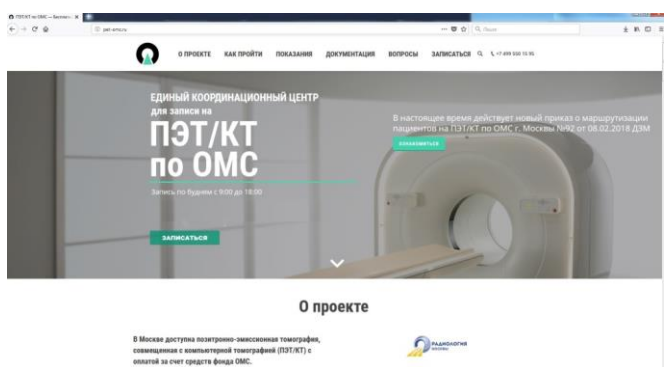 ПЭТ/КТ по ОМС — Бесплатн...
pet-oms.ru
Поиск
О ПРОЕКТЕ
КАК ПРОЙТИ
ПОКАЗАНИЯ
ДОКУМЕНТАЦИЯ
ВОПРОСЫ
ЗАПИСАТЬСЯ
ЕДИНЫЙ КООРДИНАЦИОННЫЙ ЦЕНТР
для записи на
ПЭТ/КТ
по ОМС
Запись по будням с 9:00 до 18:00
ЗАПИСАТЬСЯ
В настоящее время действует новый приказ о маршрутизации
пациентов на ПЭТ/КТ по ОМС г. Москвы №92 от 08.02.2018 ДЗМ
ОЗНАКОМИТЬСЯ
О проекте
В Москве доступна позитронно-эмиссионная томография,
совмещенная с компьютерной томографией (ПЭТ/КТ) с
оплатой за счет средств фонда ОМС.
РАДИОЛОГИЯ
МОСКВЫ